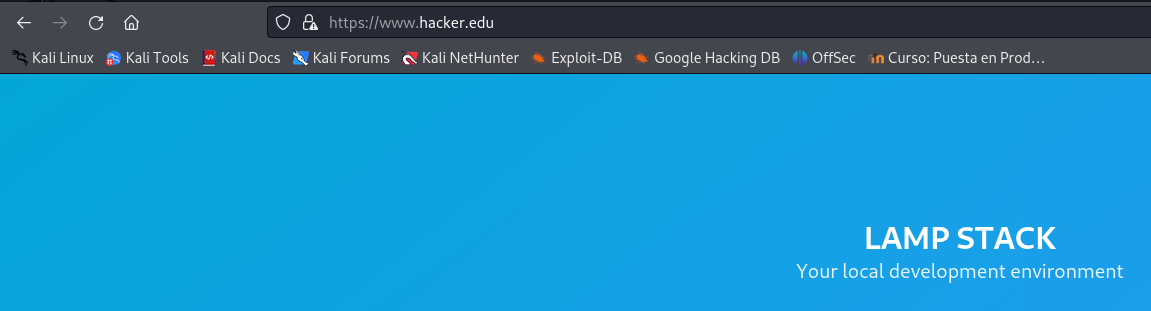 https://www.hacker.edu
Kali Linux Kali Tools Kali Docs Kali Forums Kali NetHunter Exploit-DB Google Hacking DB OffSec Curso: Puesta en Prod…
LAMP STACK
Your local development environment